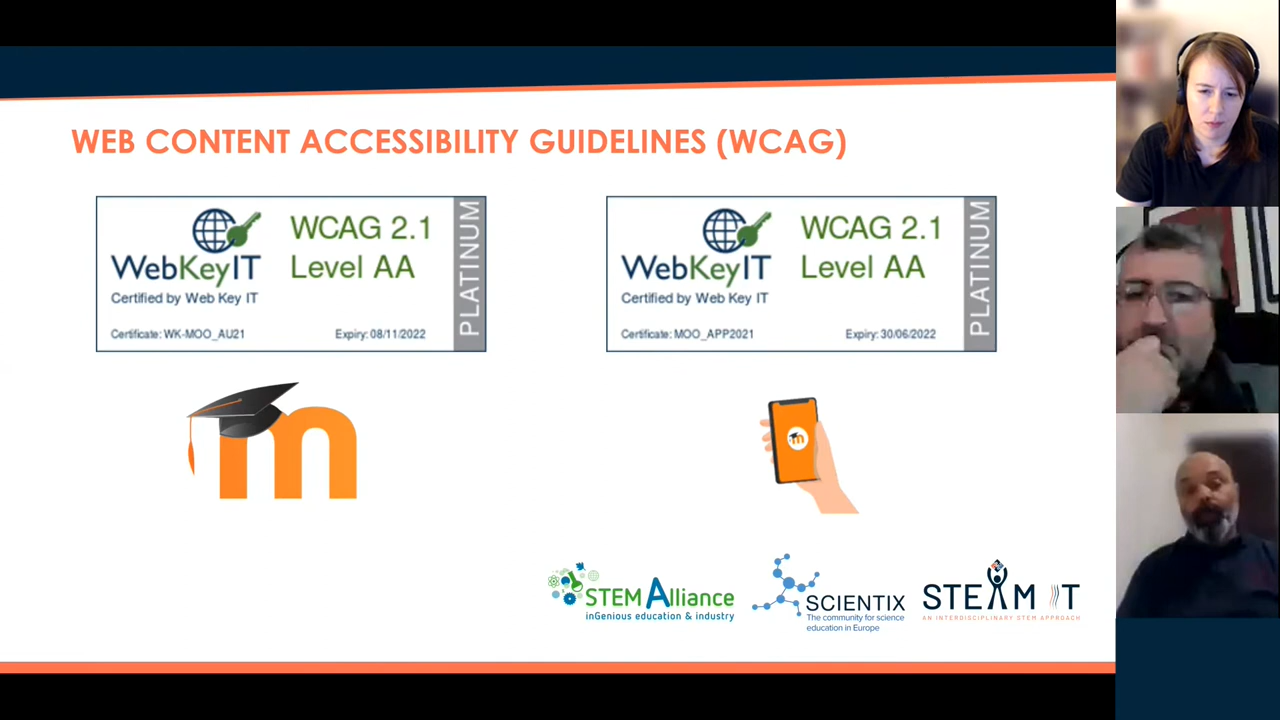 WEB CONTENT ACCESSIBILITY GUIDELINES (WCAG)
WebKeyIT
WCAG 2.1
Level AA
PLATINUM
Certified by Web Key IT
Certificate: WK-MOO_AU21
Expiry: 08/11/2022
WebKeyIT
WCAG 2.1
Level AA
PLATINUM
Certified by Web Key IT
Certificate: MOO_APP2021
Expiry: 30/06/2022
m
m
STEM Alliance
inGenious education & industry
SCIENTIX
The community for science
education in Europe
STEAM IT
AN INTERDISCIPLINARY STEM APPROACH